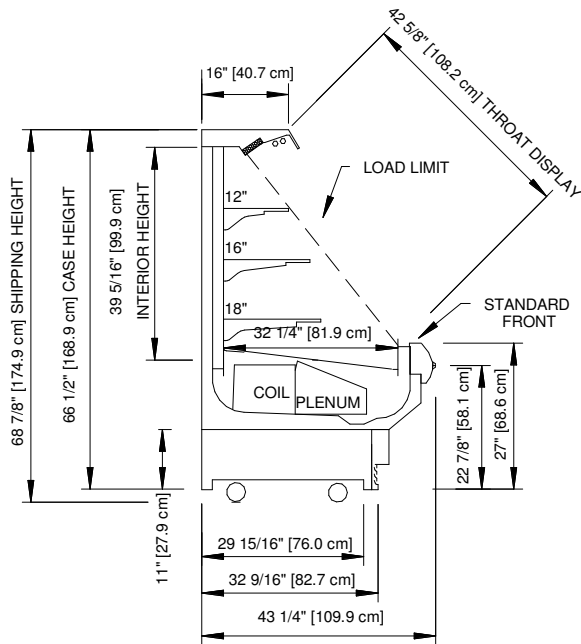 42 5/8" [108.2 cm] THROAT DISPLAY
16" [40.7 cm]
LOAD LIMIT
68 7/8" [174.9 cm] SHIPPING HEIGHT
66 1/2" [168.9 cm] CASE HEIGHT
39 5/16" [99.9 cm]
INTERIOR HEIGHT
12"
16"
18"
32 1/4" [81.9 cm]
STANDARD
FRONT
COIL
PLENUM
22 7/8" [58.1 cm]
27" [68.6 cm]
11" [27.9 cm]
29 15/16" [76.0 cm]
32 9/16" [82.7 cm]
43 1/4" [109.9 cm]